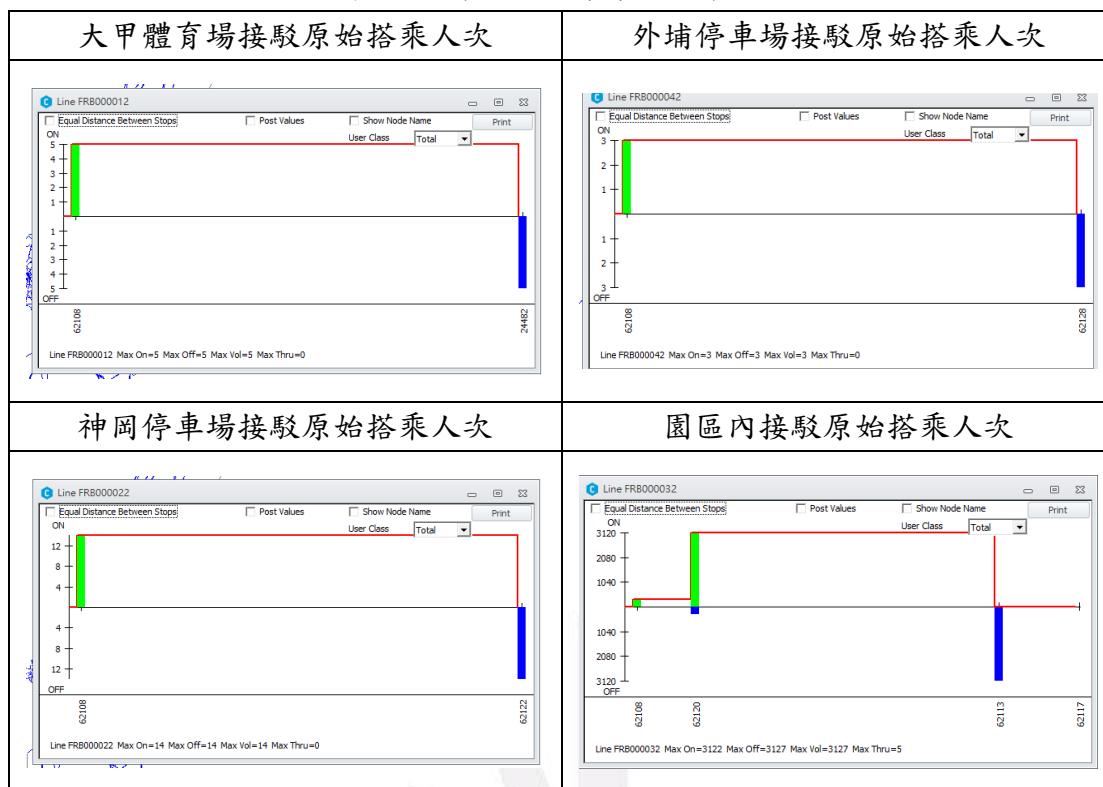 大甲體育場接駁原始搭乘人次
外埔停車場接駁原始搭乘人次
Line FRB000012
Equal Distance Between Stops
Post Values
Show Node Name
Print
ON
User Class
Total
5
4
3
2
1
1
2
3
4
5
OFF
62108
24482
Line FRB000012 Max On=5 Max Off=5 Max Vol=5 Max Thru=0
Line FRB000042
Equal Distance Between Stops
Post Values
Show Node Name
Print
ON
User Class
Total
3
2
1
1
2
3
OFF
62108
62128
Line FRB000042 Max On=3 Max Off=3 Max Vol=3 Max Thru=0
神岡停車場接駁原始搭乘人次
園區內接駁原始搭乘人次
Line FRB000022
Equal Distance Between Stops
Post Values
Show Node Name
Print
ON
User Class
Total
12
8
4
4
8
12
OFF
62108
62122
Line FRB000022 Max On=14 Max Off=14 Max Vol=14 Max Thru=0
Line FRB000032
Equal Distance Between Stops
Post Values
Show Node Name
Print
ON
User Class
Total
3120
2080
1040
1040
2080
3120
OFF
62108
62120
62113
62117
Line FRB000032 Max On=3122 Max Off=3127 Max Vol=3127 Max Thru=5